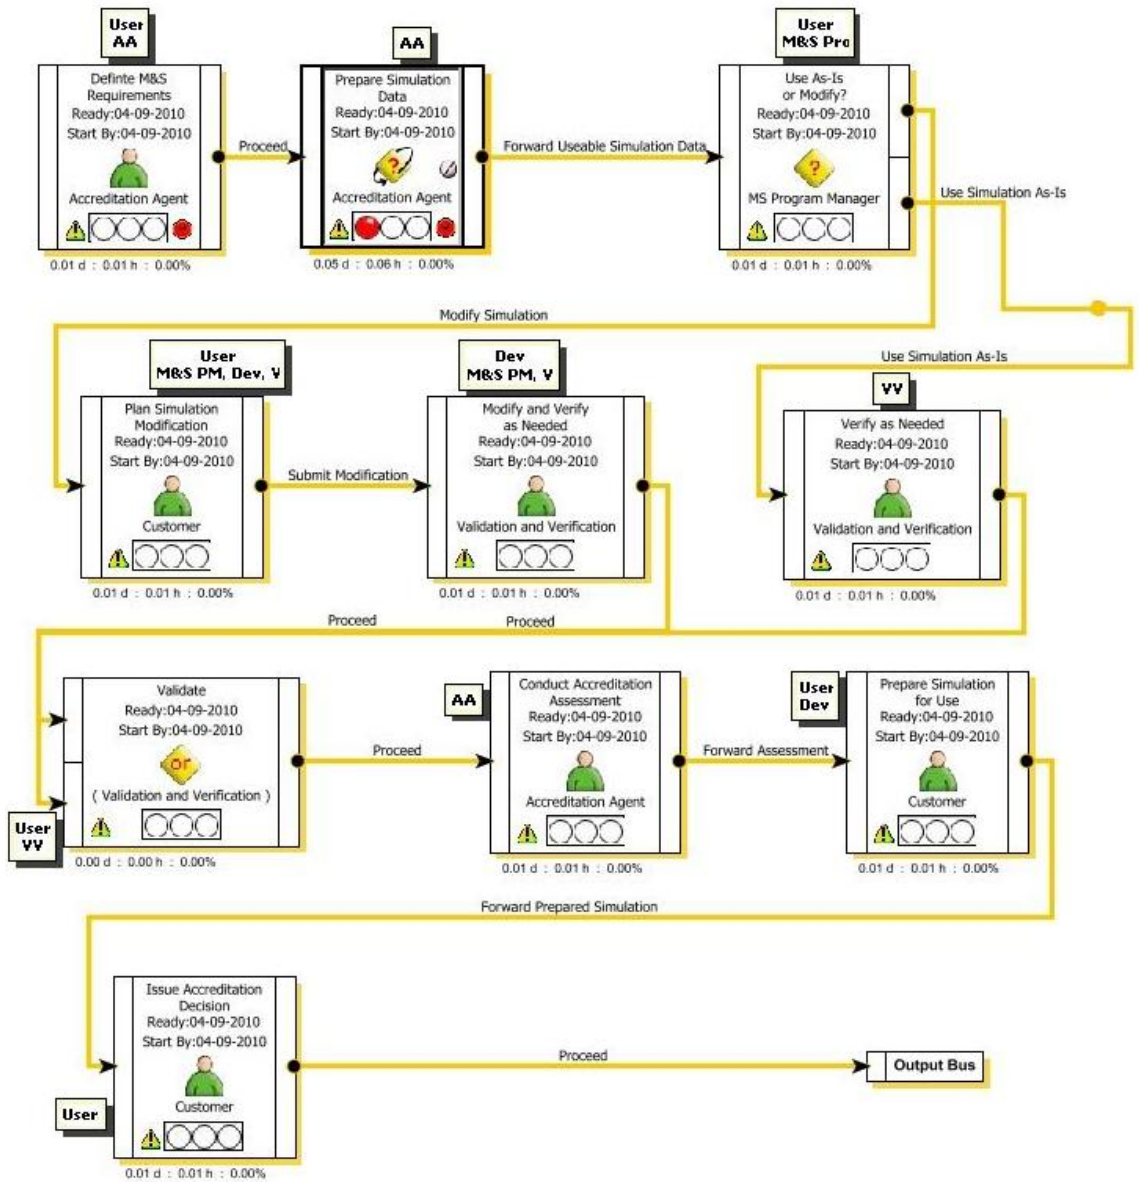 User
AA
AA
User
M&S Pro
Definte M&S
Requirements
Ready:04-09-2010
Start By:04-09-2010
Accreditation Agent
0.01 d : 0.01 h : 0.00%
Proceed
Prepare Simulation
Data
Ready:04-09-2010
Start By:04-09-2010
?
Accreditation Agent
0.05 d : 0.06 h : 0.00%
Forward Useable Simulation Data
Use As-Is
or Modify?
Ready:04-09-2010
Start By:04-09-2010
?
MS Program Manager
0.01 d : 0.01 h : 0.00%
Use Simulation As-Is
Modify Simulation
Use Simulation As-Is
User
M&S PM, Dev, V
Plan Simulation
Modification
Ready:04-09-2010
Start By:04-09-2010
Customer
0.01 d : 0.01 h : 0.00%
Submit Modification
Dev
M&S PM, V
Modify and Verify
as Needed
Ready:04-09-2010
Start By:04-09-2010
Validation and Verification
0.01 d : 0.01 h : 0.00%
VV
Verify as Needed
Ready:04-09-2010
Start By:04-09-2010
Validation and Verification
0.01 d : 0.01 h : 0.00%
Proceed
Proceed
Validate
Ready:04-09-2010
Start By:04-09-2010
or
( Validation and Verification )
User
VV
0.00 d : 0.00 h : 0.00%
Proceed
AA
Conduct Accreditation
Assessment
Ready:04-09-2010
Start By:04-09-2010
Accreditation Agent
0.01 d : 0.01 h : 0.00%
Forward Assessment
User
Dev
Prepare Simulation
for Use
Ready:04-09-2010
Start By:04-09-2010
Customer
0.01 d : 0.01 h : 0.00%
Forward Prepared Simulation
Issue Accreditation
Decision
Ready:04-09-2010
Start By:04-09-2010
Customer
User
0.01 d : 0.01 h : 0.00%
Proceed
Output Bus